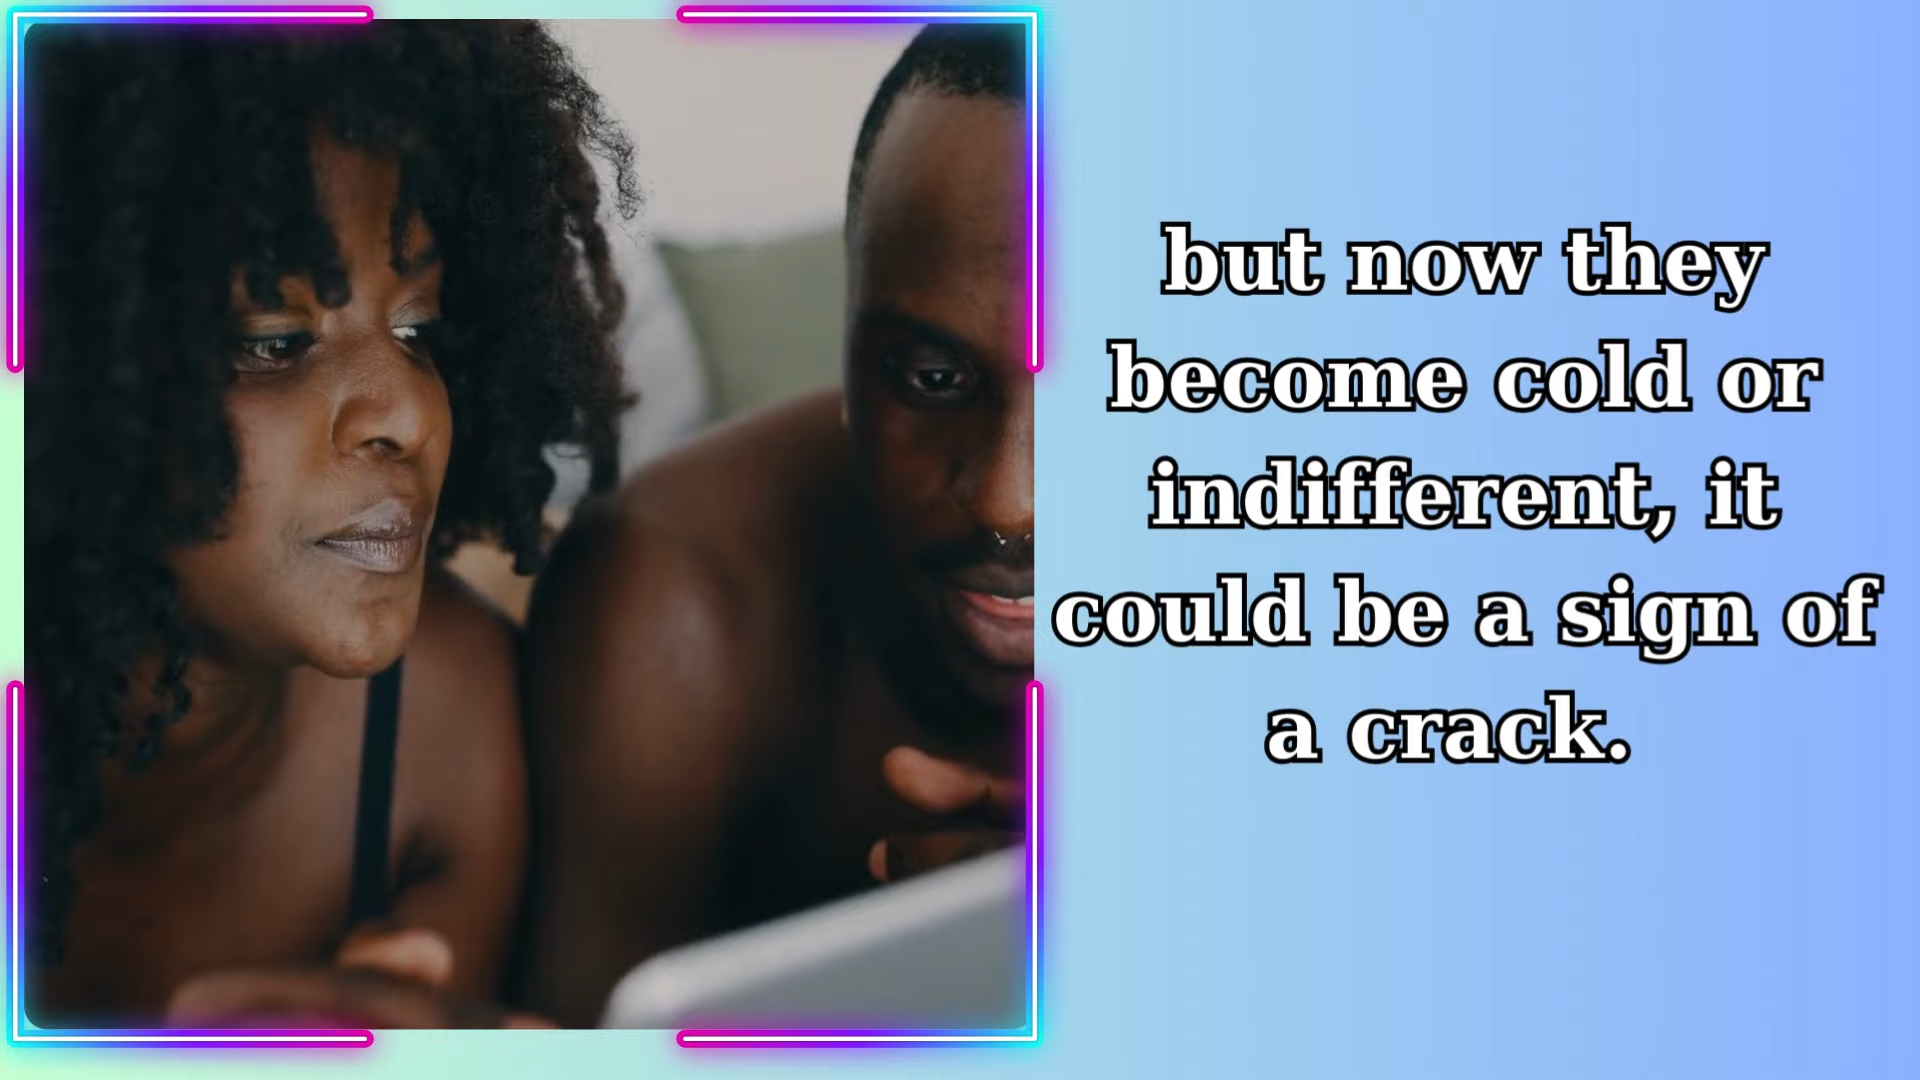 but now they
become cold or
indifferent, it
could be a sign of
a crack.